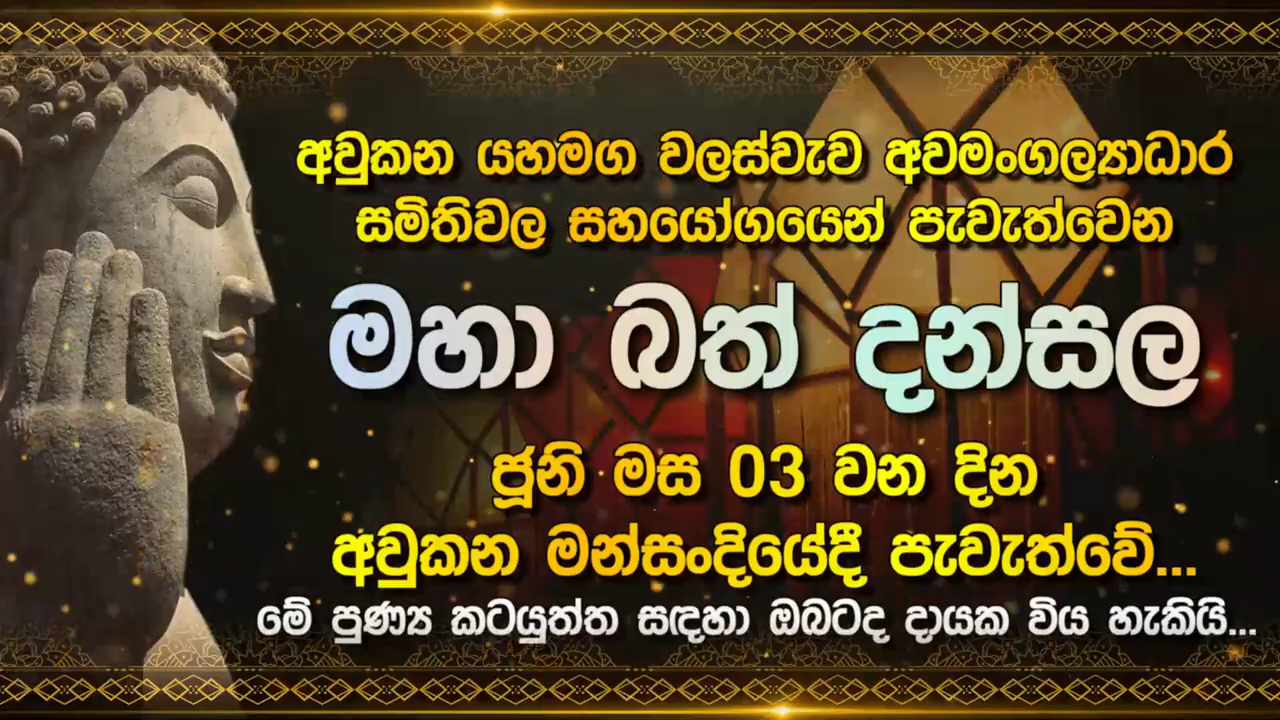 අවුකන යහමග වලස්වැව අවමංගල්‍යාධාර
සමිතිවල සහයෝගයෙන් පැවැත්වෙන
මහා බත් දන්සල
ජූනි මස 03 වන දින
අවුකන මන්සංදියේදී පැවැත්වේ...
මේ පුණ්‍ය කටයුත්ත සඳහා ඔබටද දායක විය හැකියි...